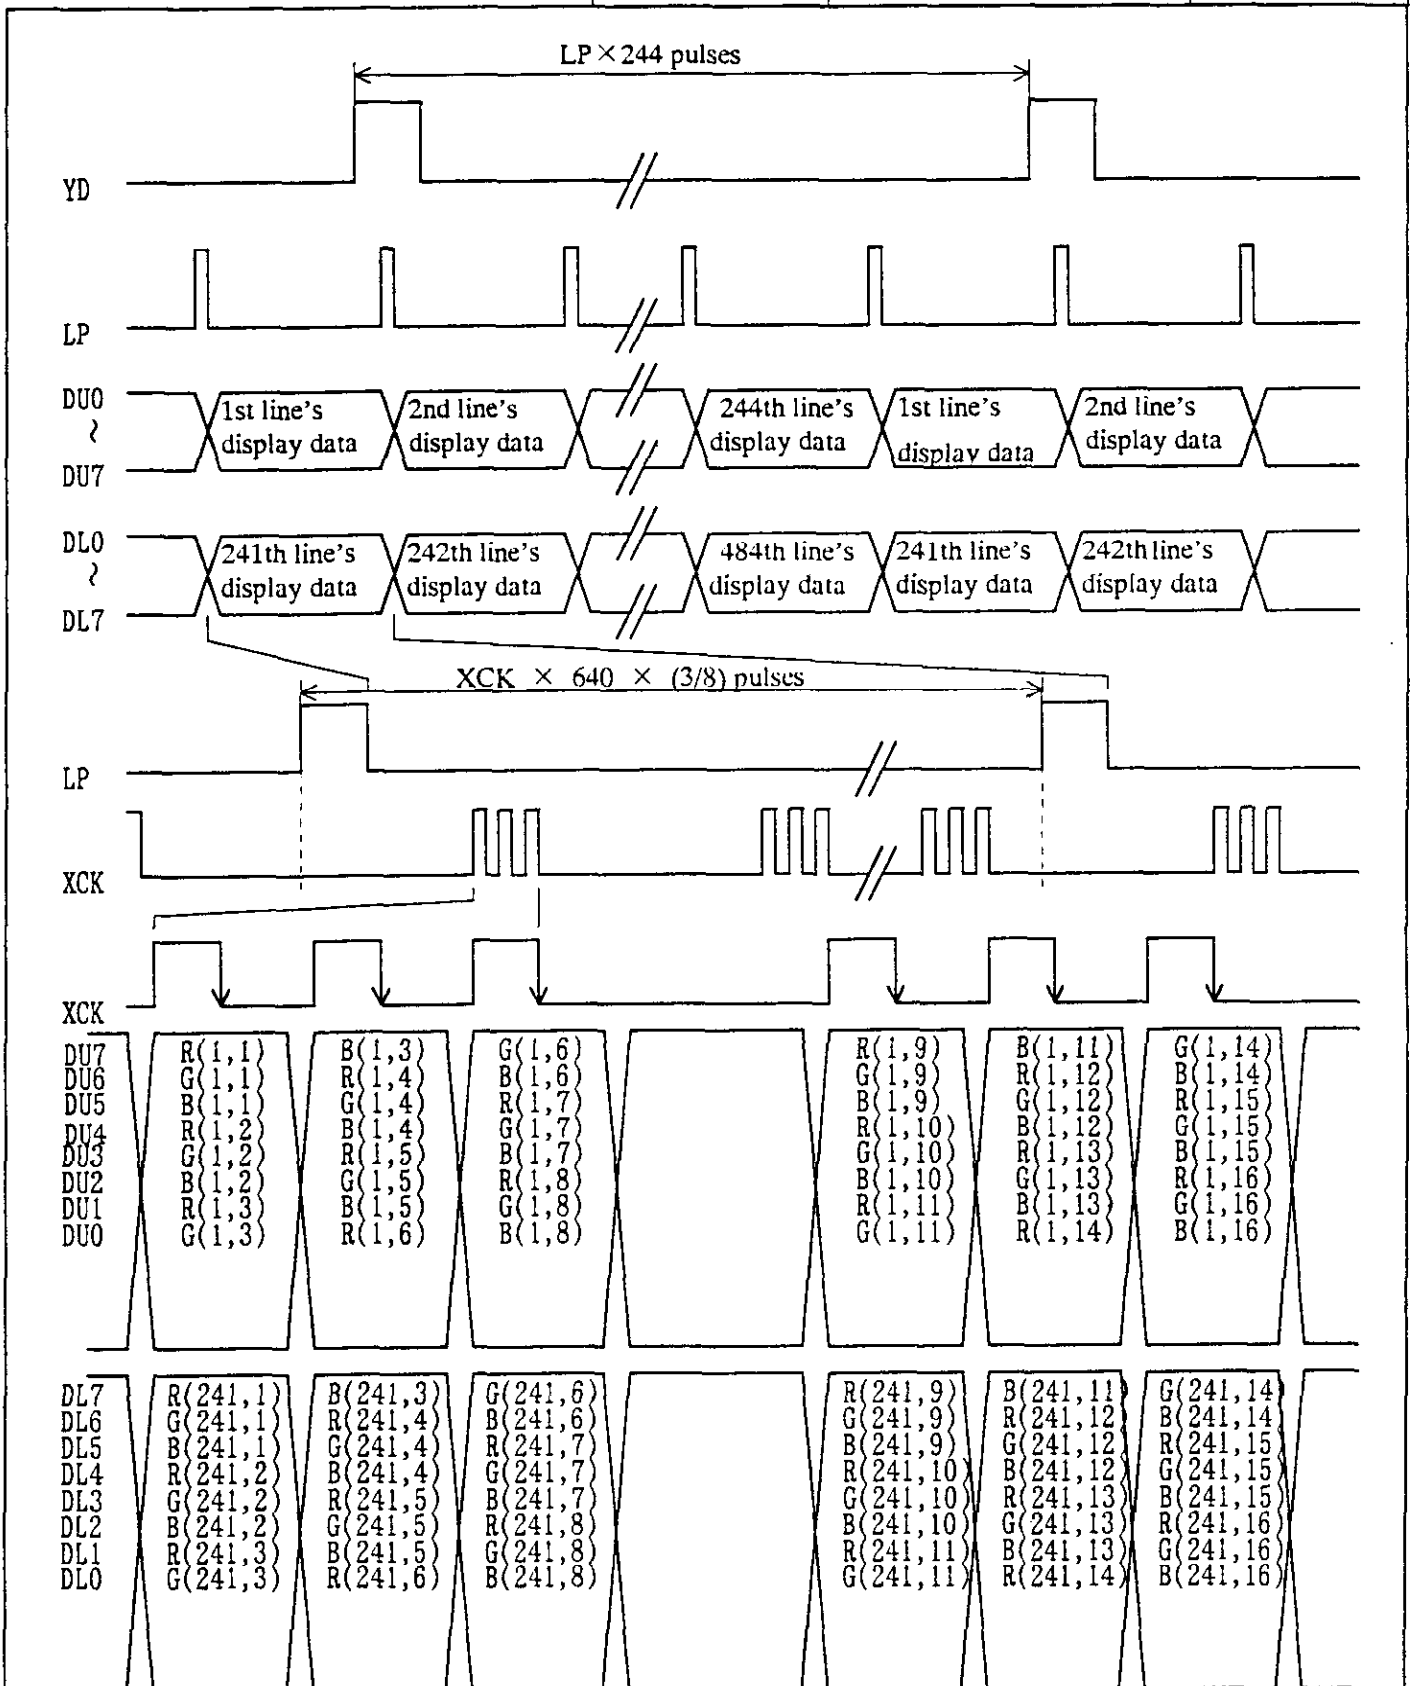 LP×244 pulses
YD
LP
DU0
~
DU7
1st line's display data
2nd line's display data
244th line's display data
1st line's display data
2nd line's display data
DL0
~
DL7
241th line's display data
242th line's display data
484th line's display data
241th line's display data
242th line's display data
XCK × 640 × (3/8) pulses
LP
XCK
XCK
DU7 R(1,1) B(1,3) G(1,6) R(1,9) B(1,11) G(1,14)
DU6 G(1,1) R(1,4) B(1,6) G(1,9) R(1,12) B(1,14)
DU5 B(1,1) G(1,4) R(1,7) B(1,9) G(1,12) R(1,15)
DU4 R(1,2) B(1,4) G(1,7) R(1,10) B(1,12) G(1,15)
DU3 G(1,2) R(1,5) B(1,7) G(1,10) R(1,13) B(1,15)
DU2 B(1,2) G(1,5) R(1,8) B(1,10) G(1,13) R(1,16)
DU1 R(1,3) B(1,5) G(1,8) R(1,11) B(1,13) G(1,16)
DU0 G(1,3) R(1,6) B(1,8) G(1,11) R(1,14) B(1,16)
DL7 R(241,1) B(241,3) G(241,6) R(241,9) B(241,11) G(241,14)
DL6 G(241,1) R(241,4) B(241,6) G(241,9) R(241,12) B(241,14)
DL5 B(241,1) G(241,4) R(241,7) B(241,9) G(241,12) R(241,15)
DL4 R(241,2) B(241,4) G(241,7) R(241,10) B(241,12) G(241,15)
DL3 G(241,2) R(241,5) B(241,7) G(241,10) R(241,13) B(241,15)
DL2 B(241,2) G(241,5) R(241,8) B(241,10) G(241,13) R(241,16)
DL1 R(241,3) B(241,5) G(241,8) R(241,11) B(241,13) G(241,16)
DL0 G(241,3) R(241,6) B(241,8) G(241,11) R(241,14) B(241,16)